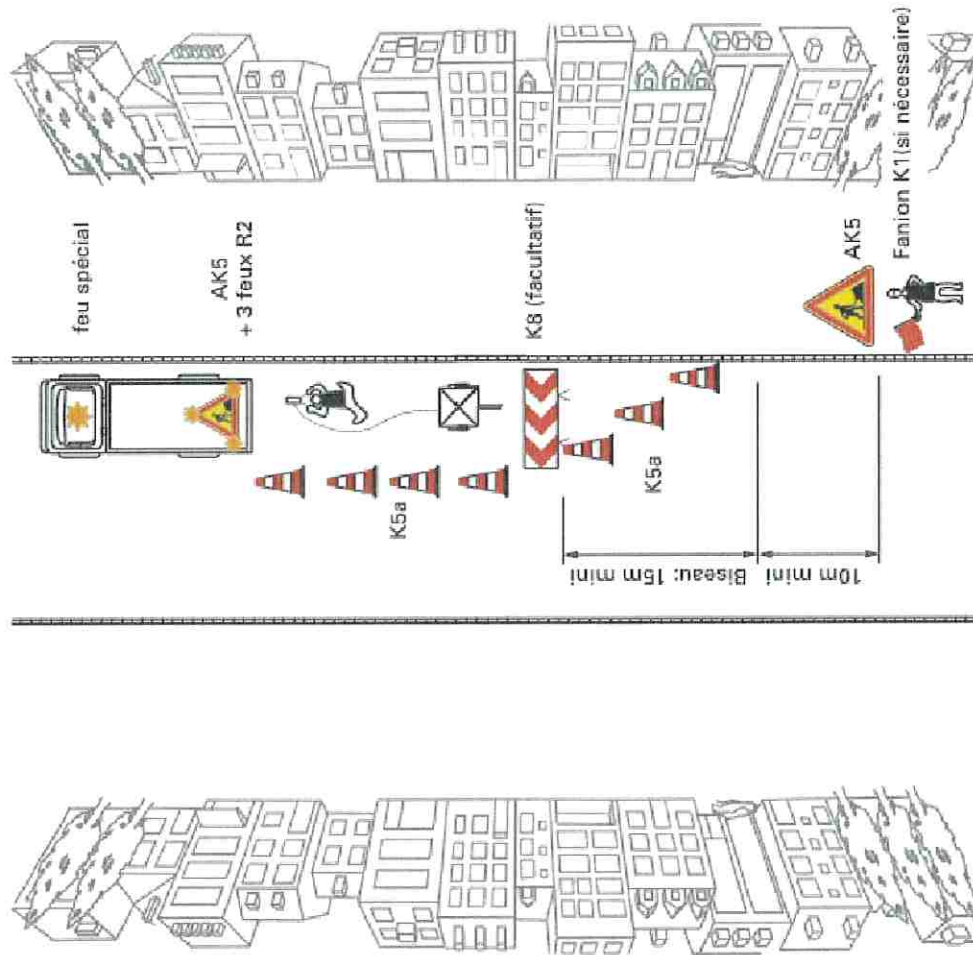 feu spécial
AK5
+ 3 feux R2
K5a
K8 (facultatif)
K5a
Biseau: 15m mini
10m mini
AK5
Fanion K1(si nécessaire)